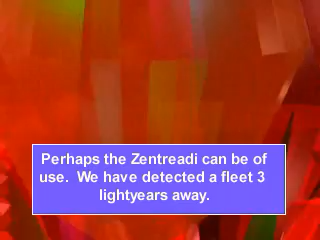 Perhaps the Zentreadi can be of
use.  We have detected a fleet 3
lightyears away.